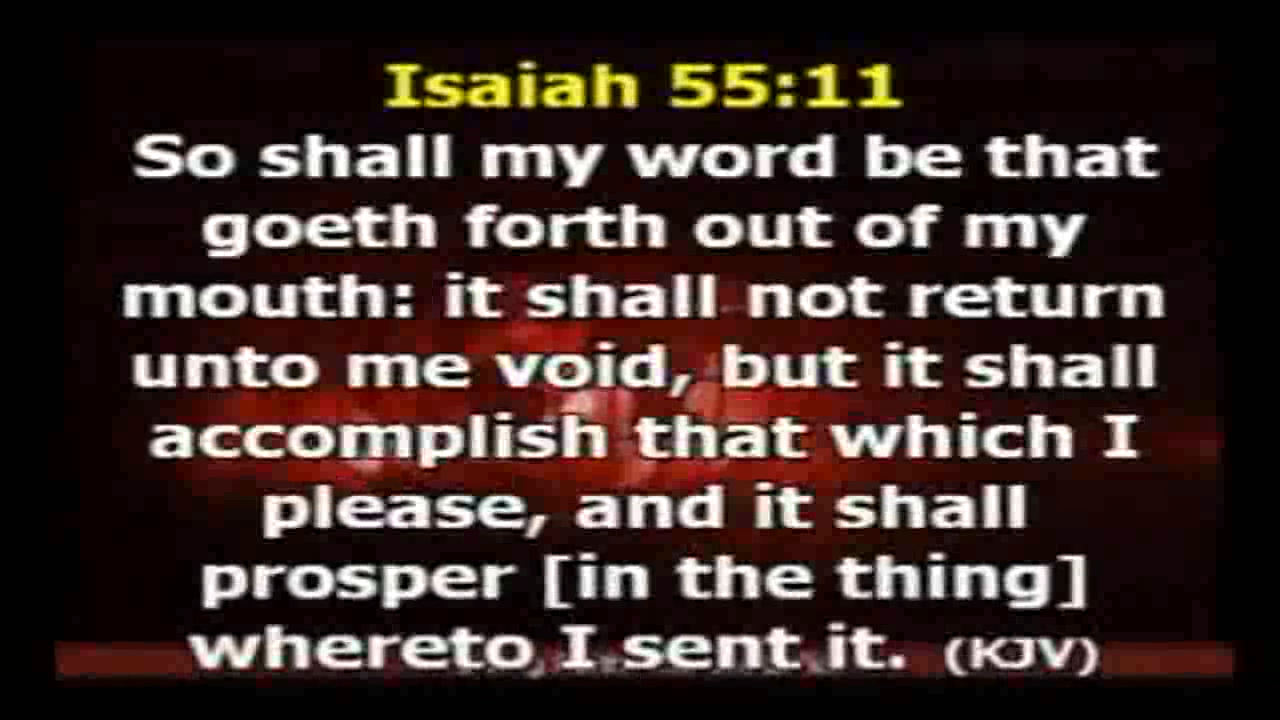 Isaiah 55:11
So shall my word be that
goeth forth out of my
mouth: it shall not return
unto me void, but it shall
accomplish that which I
please, and it shall
prosper [in the thing]
whereto I sent it. (KJV)